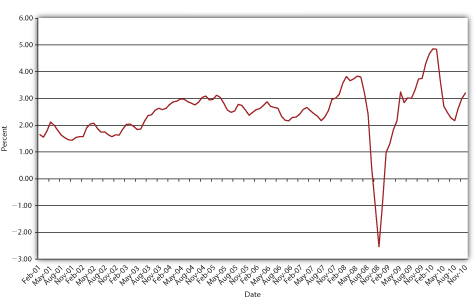 6.00
5.00
4.00
3.00
2.00
1.00
0.00
−1.00
−2.00
−3.00
Percent
Feb-01
May-01
Aug-01
Nov-01
Feb-02
May-02
Aug-02
Nov-02
Feb-03
May-03
Aug-03
Nov-03
Feb-04
May-04
Aug-04
Nov-04
Feb-05
May-05
Aug-05
Nov-05
Feb-06
May-06
Aug-06
Nov-06
Feb-07
May-07
Aug-07
Nov-07
Feb-08
May-08
Aug-08
Nov-08
Feb-09
May-09
Aug-09
Nov-09
Feb-10
May-10
Aug-10
Nov-10
Date